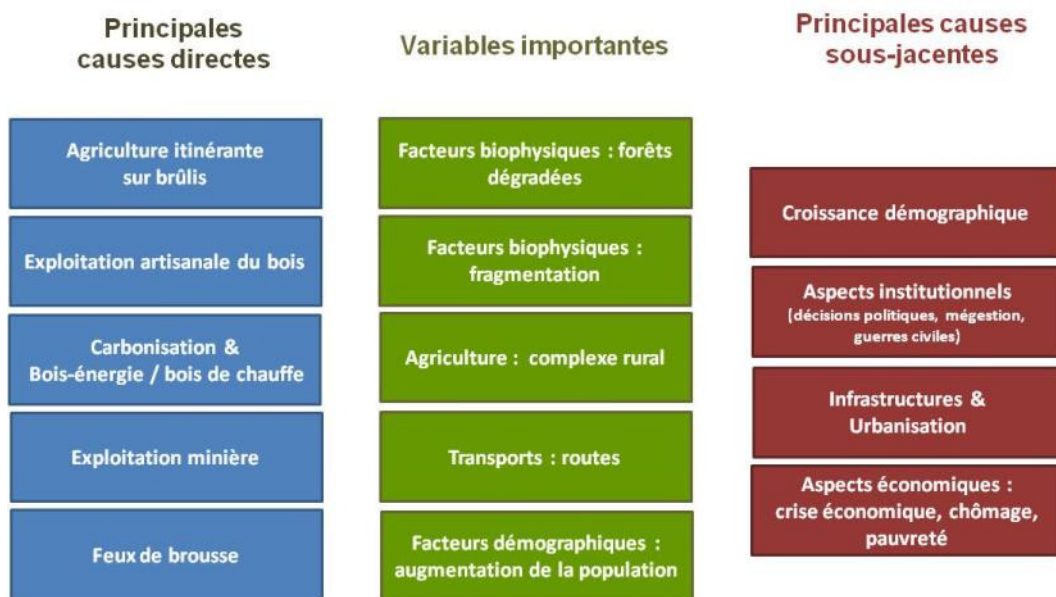 Principales
causes directes
Variables importantes
Principales causes
sous-jacentes
Agriculture itinérante
sur brûlis
Exploitation artisanale du bois
Carbonisation &
Bois-énergie / bois de chauffe
Exploitation minière
Feux de brousse
Facteurs biophysiques : forêts
dégradées
Facteurs biophysiques :
fragmentation
Agriculture : complexe rural
Transports : routes
Facteurs démographiques :
augmentation de la population
Croissance démographique
Aspects institutionnels
(décisions politiques, mégestion,
guerres civiles)
Infrastructures &
Urbanisation
Aspects économiques :
crise économique, chômage,
pauvreté